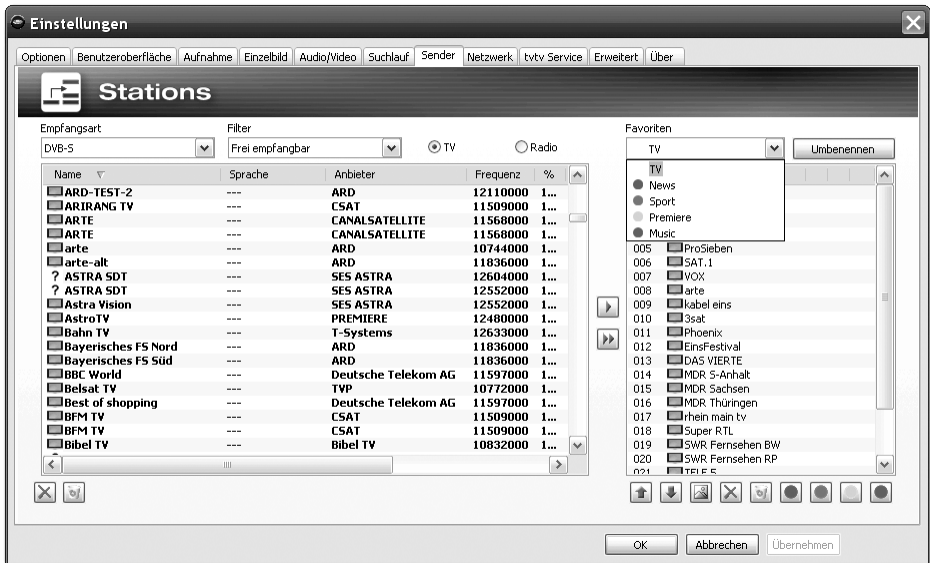 Einstellungen
Optionen Benutzeroberfläche Aufnahme Einzelbild Audio/Video Suchlauf Sender Netzwerk tvtv Service Erweitert Über
Stations
Empfangsart Filter Favoriten
DVB-S Frei empfangbar TV Radio TV Umbenennen
Name Sprache Anbieter Frequenz %
ARD-TEST-2 --- ARD 12110000 1...
ARIRANG TV --- CSAT 11509000 1...
ARTE --- CANALSATELLITE 11568000 1...
ARTE --- CANALSATELLITE 11568000 1...
arte --- ARD 10744000 1...
arte-alt --- ARD 11836000 1...
? ASTRA SDT --- SES ASTRA 12604000 1...
? ASTRA SDT --- SES ASTRA 12552000 1...
Astra Vision --- SES ASTRA 12552000 1...
AstroTV --- PREMIERE 12480000 1...
Bahn TV --- T-Systems 12633000 1...
Bayerisches FS Nord --- ARD 11836000 1...
Bayerisches FS Süd --- ARD 11836000 1...
BBC World --- Deutsche Telekom AG 11597000 1...
Belsat TV --- TVP 10772000 1...
Best of shopping --- Deutsche Telekom AG 11597000 1...
BFM TV --- CSAT 11509000 1...
BFM TV --- CSAT 11509000 1...
Bibel TV --- Bibel TV 10832000 1...
TV
News
Sport
Premiere
Music
005 ProSieben
006 SAT.1
007 VOX
008 arte
009 kabel eins
010 3sat
011 Phoenix
012 EinsFestival
013 DAS VIERTE
014 MDR S-Anhalt
015 MDR Sachsen
016 MDR Thüringen
017 rhein main tv
018 Super RTL
019 SWR Fernsehen BW
020 SWR Fernsehen RP
021 TELE 5
OK Abbrechen Übernehmen